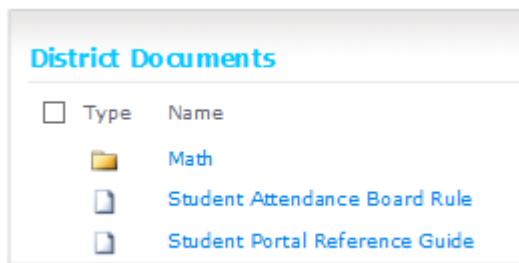 District Documents
Type Name
Math
Student Attendance Board Rule
Student Portal Reference Guide